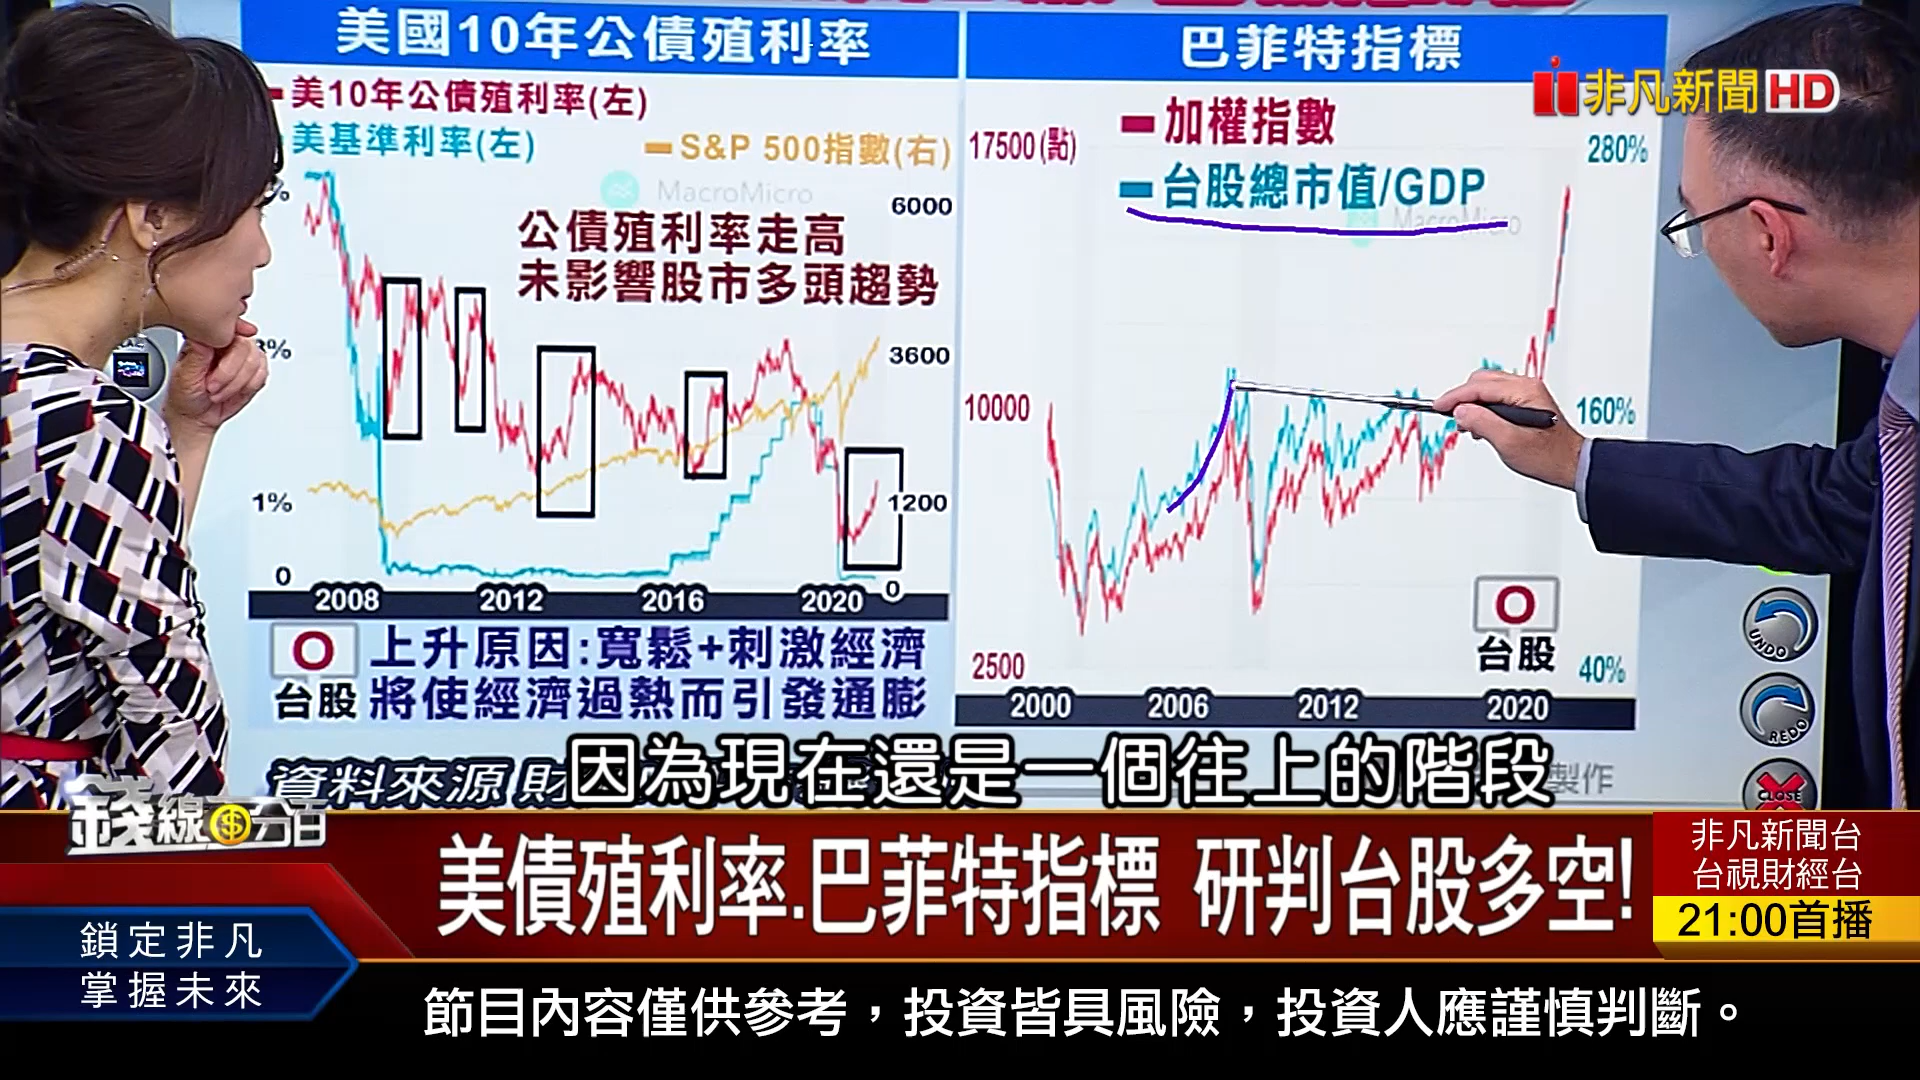 美國10年公債殖利率
美10年公債殖利率(左)
美基準利率(左)
S&P 500指數(右)
MacroMicro
公債殖利率走高
未影響股市多頭趨勢
%
3%
1%
0
6000
3600
1200
0
2008 2012 2016 2020
O
台股
上升原因:寬鬆+刺激經濟
將使經濟過熱而引發通膨
巴菲特指標
非凡新聞HD
加權指數
台股總市值/GDP
MacroMicro
17500(點)
10000
2500
280%
160%
40%
O
台股
2000 2006 2012 2020
UNDO
REDO
CLOSE
資料來源 財
製作
因為現在還是一個往上的階段
錢線百分百
美債殖利率.巴菲特指標 研判台股多空!
非凡新聞台
台視財經台
21:00首播
鎖定非凡
掌握未來
節目內容僅供參考，投資皆具風險，投資人應謹慎判斷。